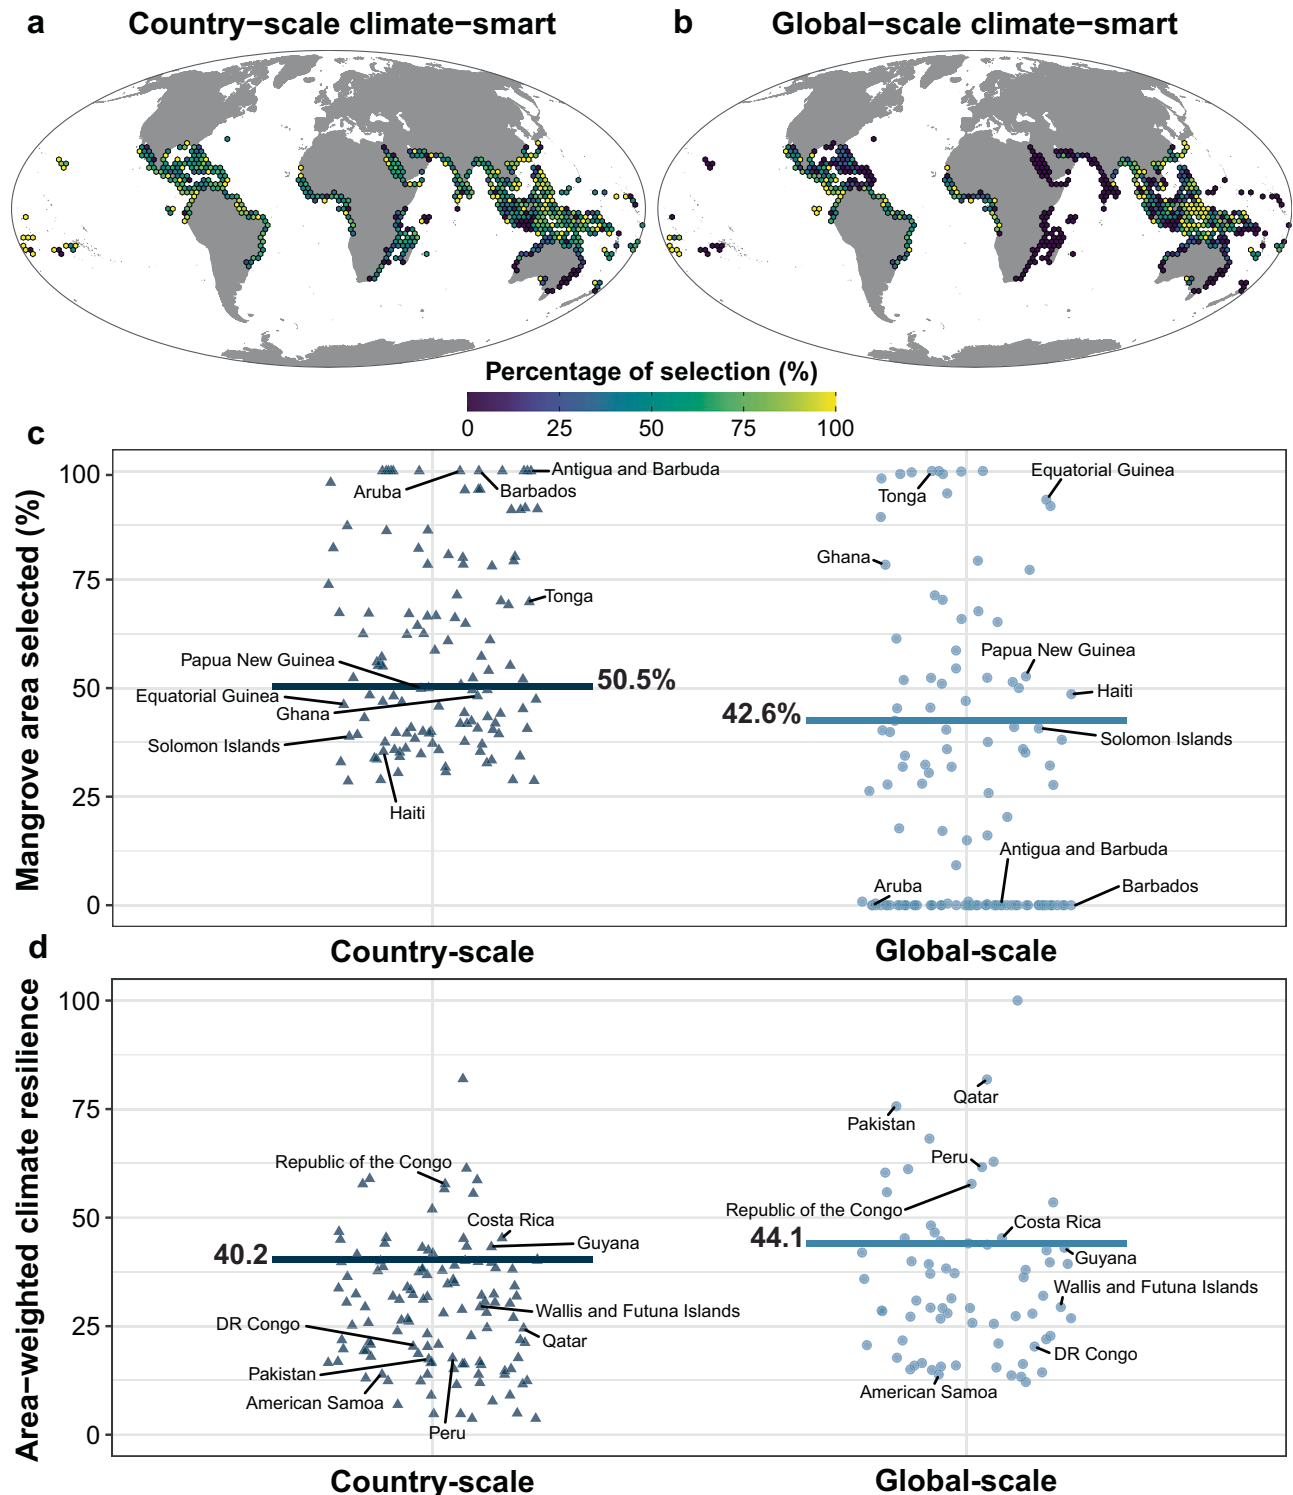 a Country−scale climate−smart
b Global−scale climate−smart
Percentage of selection (%)
0 25 50 75 100
c
Mangrove area selected (%)
100
75
50
25
0
Antigua and Barbuda
Aruba
Barbados
Tonga
Papua New Guinea
50.5%
Equatorial Guinea
Ghana
Solomon Islands
Haiti
Equatorial Guinea
Tonga
Ghana
Papua New Guinea
Haiti
42.6%
Solomon Islands
Antigua and Barbuda
Aruba
Barbados
Country-scale
Global-scale
d
Area−weighted climate resilience
100
75
50
25
0
Republic of the Congo
Costa Rica
Guyana
40.2
Wallis and Futuna Islands
DR Congo
Qatar
Pakistan
American Samoa
Peru
Qatar
Pakistan
Peru
Republic of the Congo
Costa Rica
44.1
Guyana
Wallis and Futuna Islands
DR Congo
American Samoa
Country-scale
Global-scale